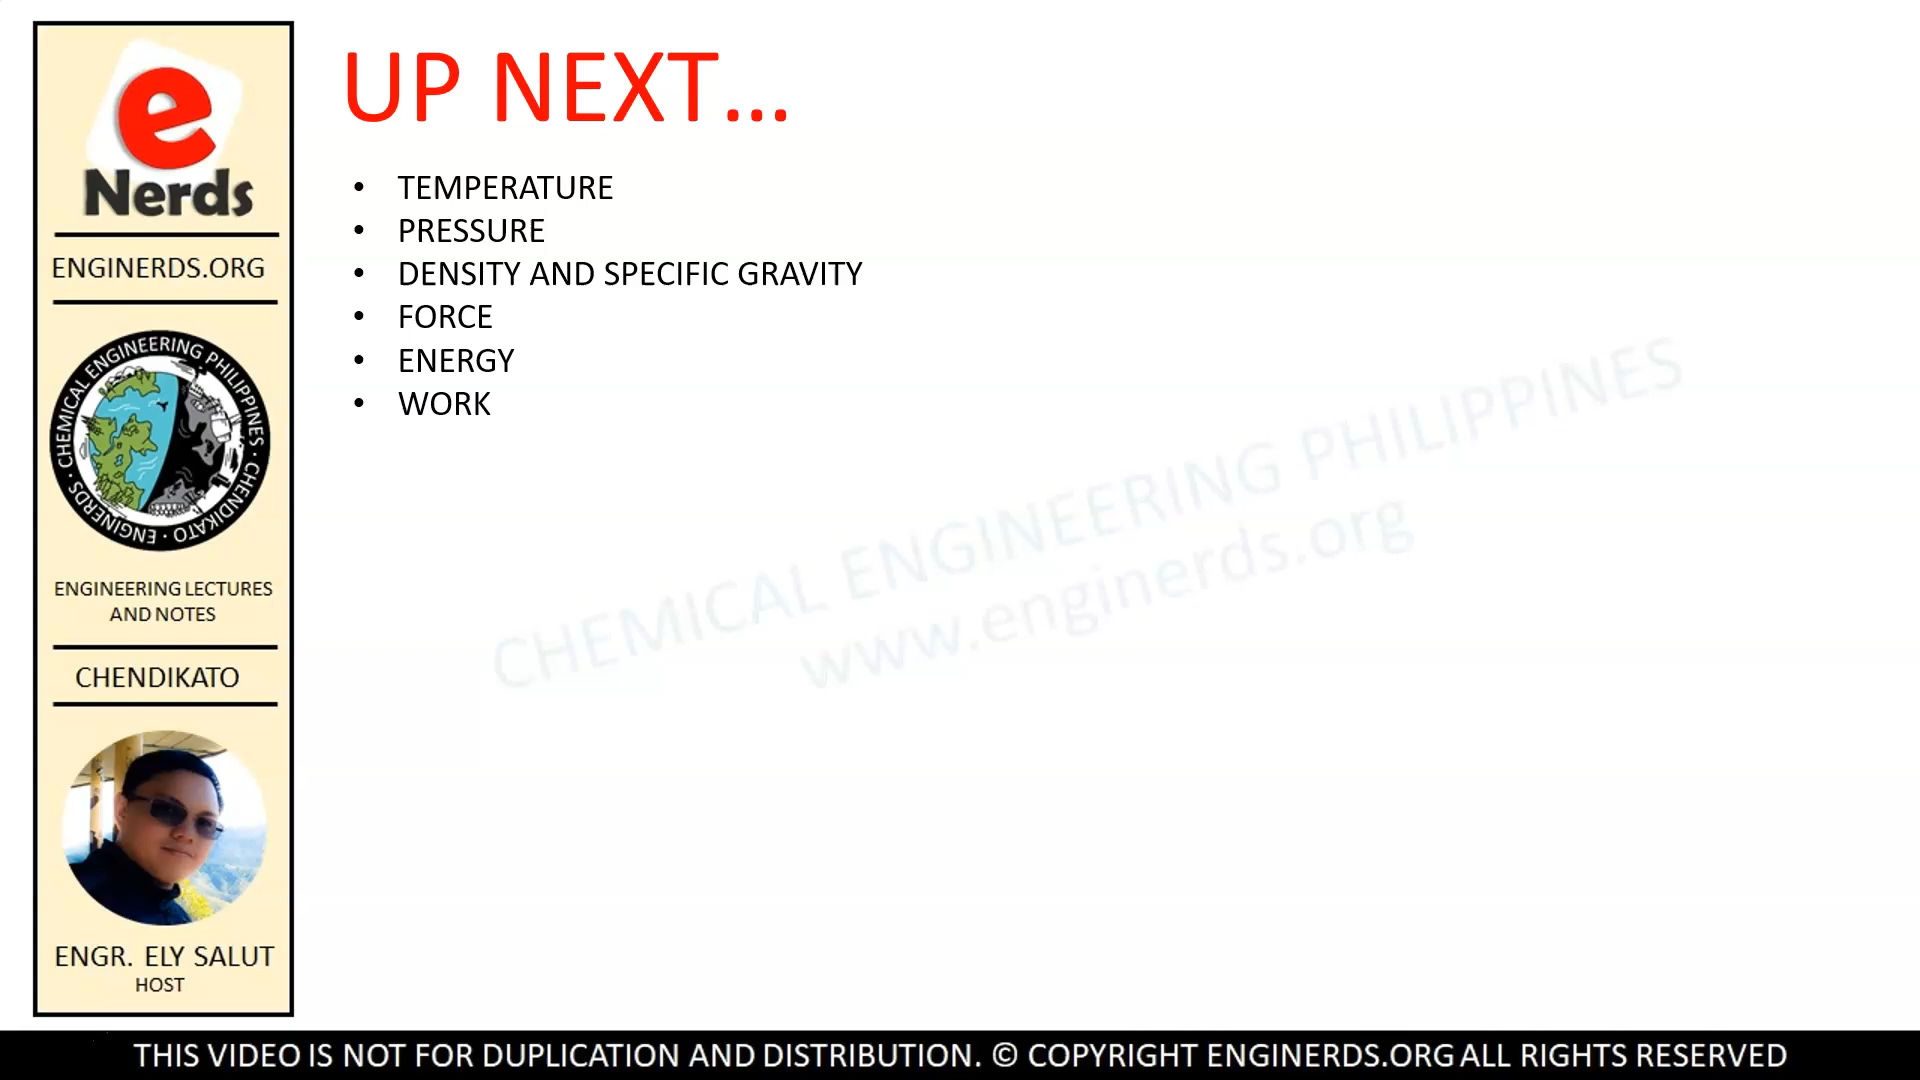 e
Nerds
ENGINERDS.ORG
CHEMICAL ENGINEERING PHILIPPINES · CHENDIKATO · ENGINERDS ·
ENGINEERING LECTURES
AND NOTES
CHENDIKATO
ENGR. ELY SALUT
HOST
UP NEXT...
• TEMPERATURE
• PRESSURE
• DENSITY AND SPECIFIC GRAVITY
• FORCE
• ENERGY
• WORK
CHEMICAL ENGINEERING PHILIPPINES
www.enginerds.org
THIS VIDEO IS NOT FOR DUPLICATION AND DISTRIBUTION. © COPYRIGHT ENGINERDS.ORG ALL RIGHTS RESERVED